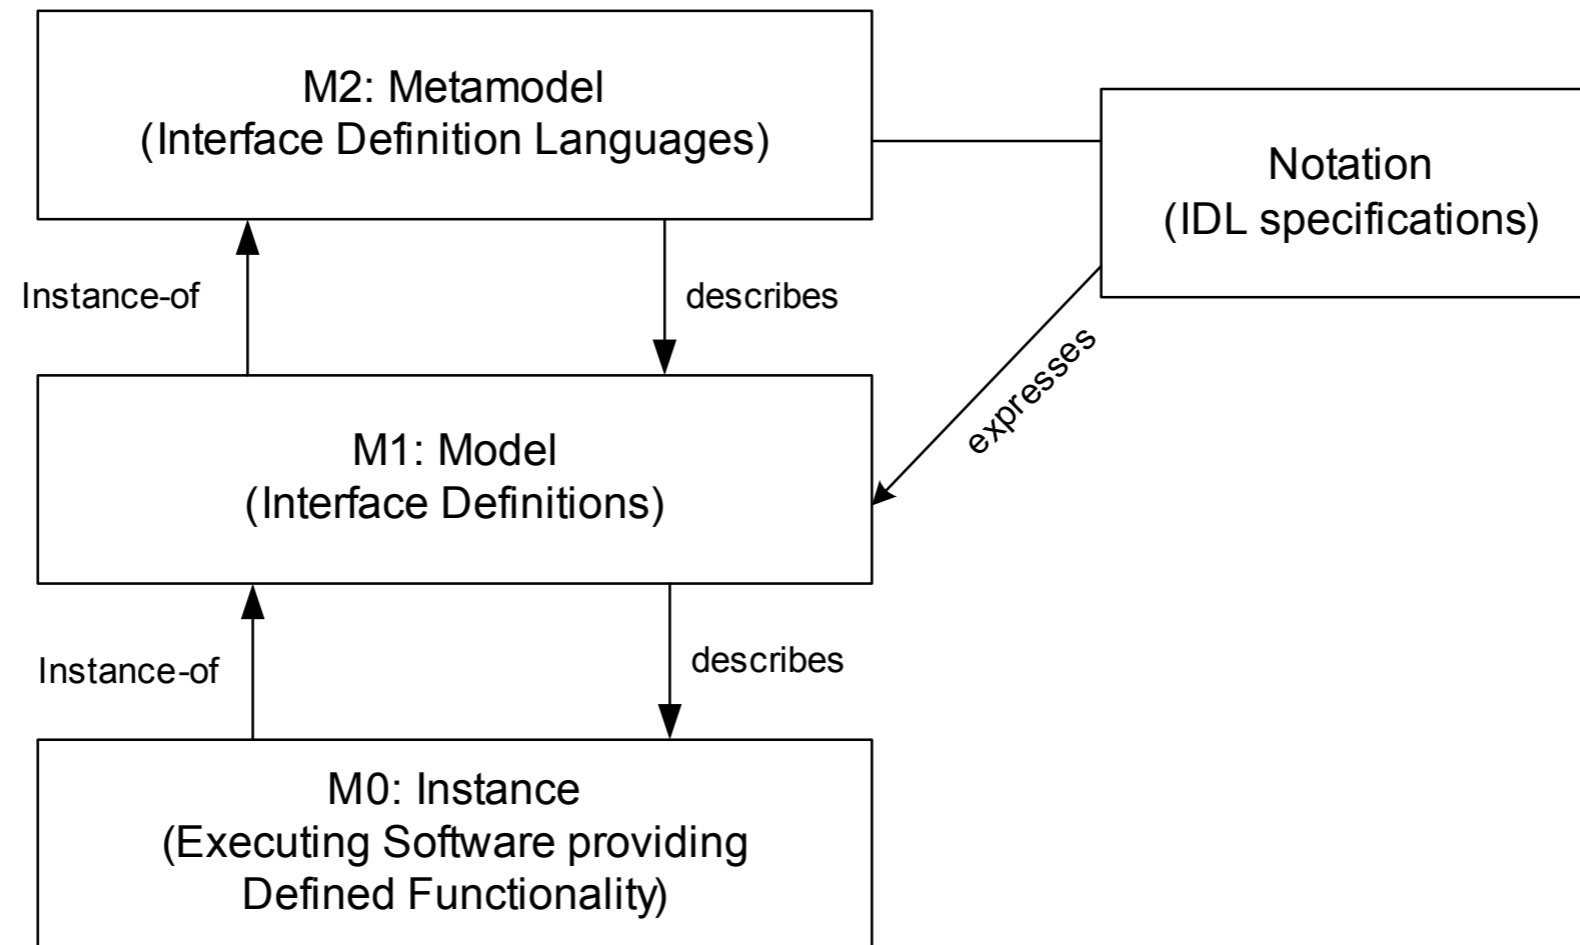 M2: Metamodel
(Interface Definition Languages)
Notation
(IDL specifications)
Instance-of
describes
expresses
M1: Model
(Interface Definitions)
Instance-of
describes
M0: Instance
(Executing Software providing
Defined Functionality)